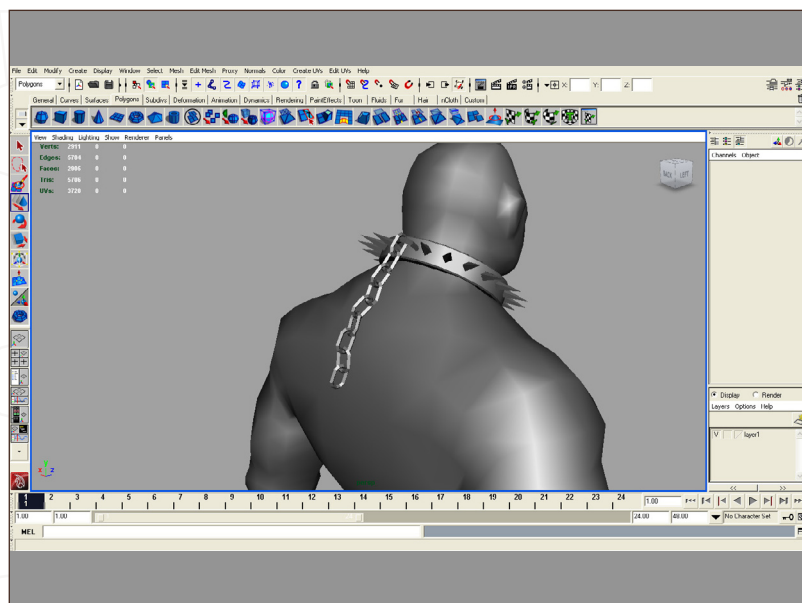 File Edit Modify Create Display Window Select Mesh Edit Mesh Proxy Normals Color Create UVs Edit UVs Help
Polygons X: Y: Z:
General Curves Surfaces Polygons Subdivs Deformation Animation Dynamics Rendering PaintEffects Toon Fluids Fur Hair nCloth Custom
View Shading Lighting Show Renderer Panels
Verts: 2911 0 0
Edges: 5704 0 0
Faces: 2906 0 0
Tris: 5786 0 0
UVs: 3720 0 0
BACK LEFT
Channels Object
Display Render
Layers Options Help
V layer1
y
x z
1 2 3 4 5 6 7 8 9 10 11 12 13 14 15 16 17 18 19 20 21 22 23 24 1.00
1
1.00 1.00 24.00 48.00 No Character Set
MEL